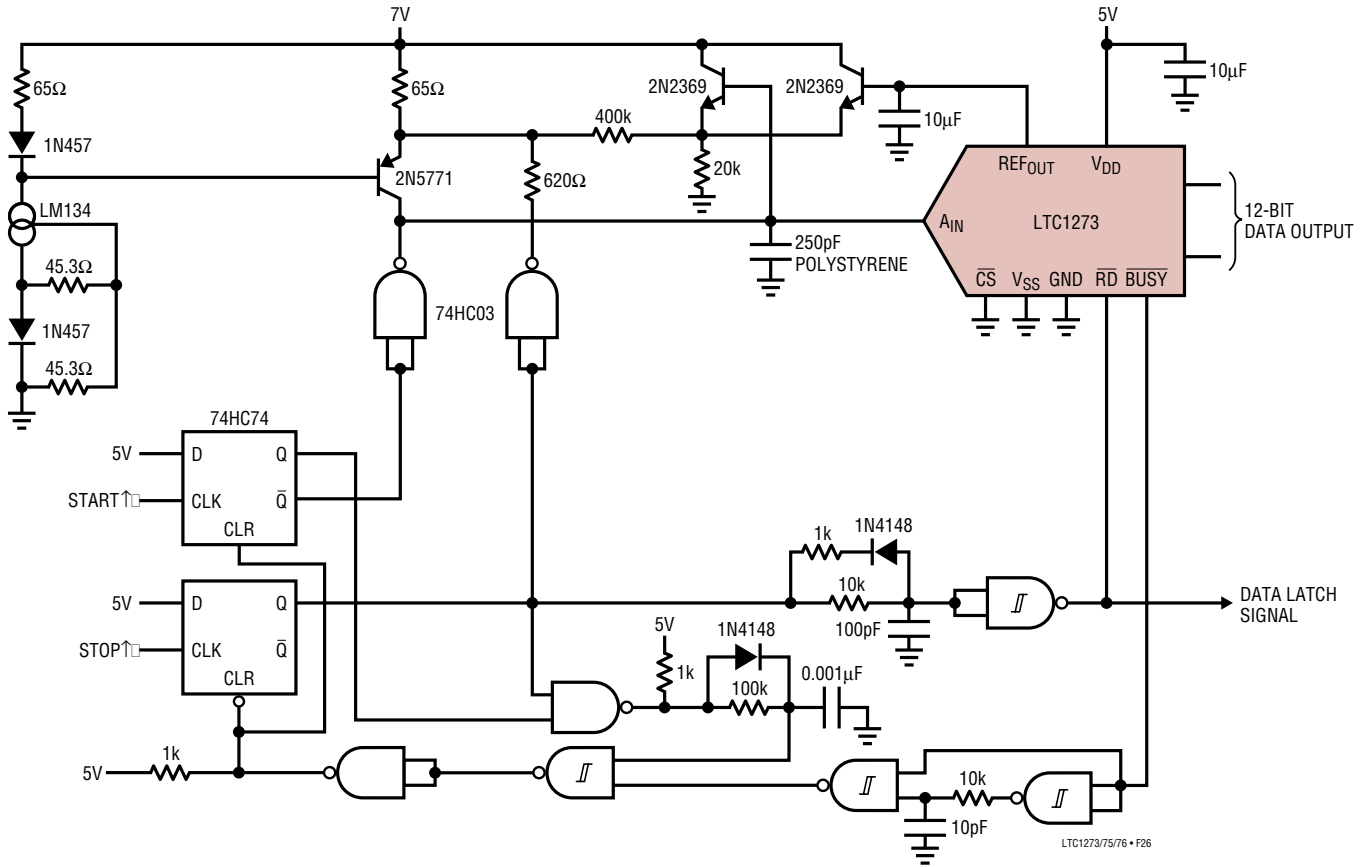 7V
5V
65Ω
65Ω
2N2369
2N2369
10µF
1N457
400k
10µF
REFOUT
VDD
2N5771
620Ω
20k
LM134
AIN
LTC1273
12-BIT
DATA OUTPUT
45.3Ω
250pF
POLYSTYRENE
CS
VSS
GND
RD
BUSY
74HC03
1N457
45.3Ω
74HC74
5V
D
Q
START↑
CLK
Q
CLR
1k
1N4148
5V
D
Q
10k
DATA LATCH
SIGNAL
STOP↑
CLK
Q
5V
1N4148
100pF
CLR
1k
100k
0.001µF
5V
1k
10k
10pF
LTC1273/75/76 • F26